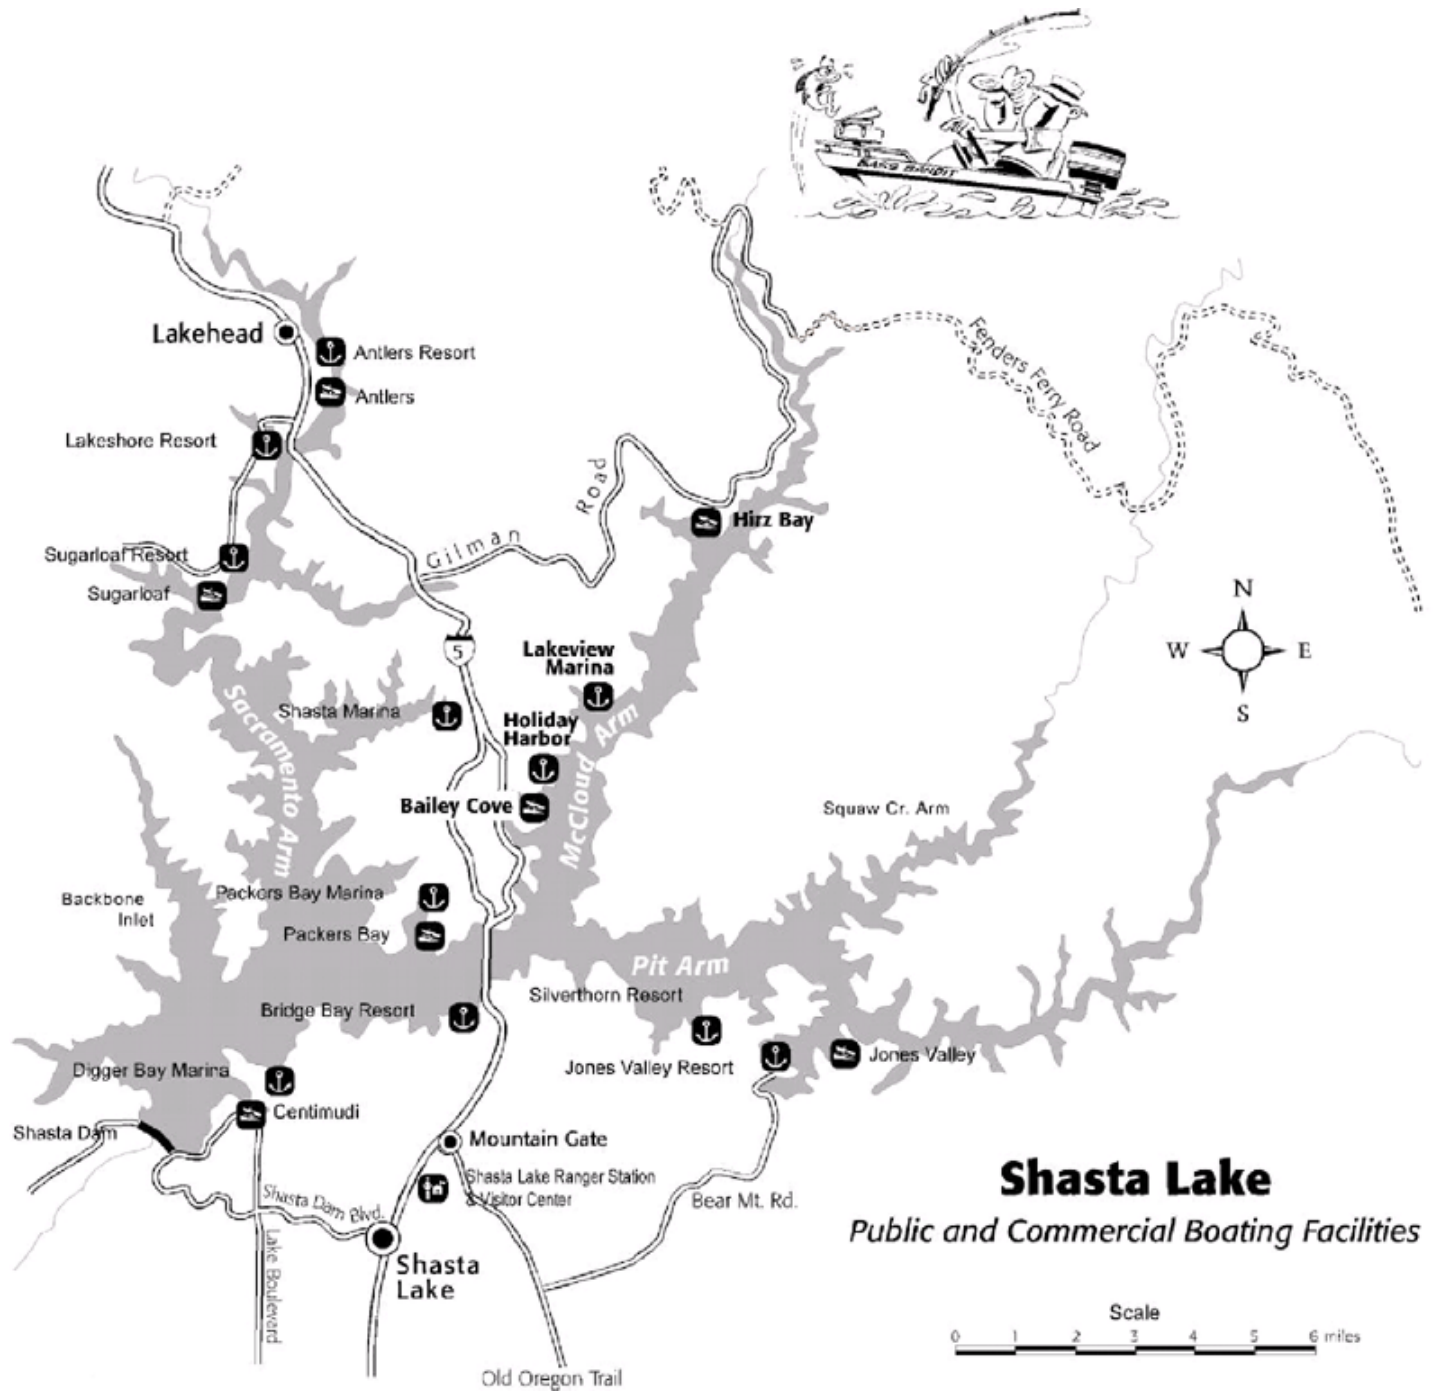 BASS BANDIT
Lakehead
Antlers Resort
Antlers
Lakeshore Resort
Fenders Ferry Road
Gilman Road
Hirz Bay
Sugarloaf Resort
Sugarloaf
5
Lakeview
Marina
N
W E
S
Sacramento Arm
Shasta Marina
Holiday
Harbor
McCloud Arm
Bailey Cove
Squaw Cr. Arm
Backbone
Inlet
Packers Bay Marina
Packers Bay
Pit Arm
Silverthorn Resort
Bridge Bay Resort
Jones Valley Resort
Jones Valley
Digger Bay Marina
Centimudi
Shasta Dam
Mountain Gate
Shasta Lake Ranger Station
& Visitor Center
Shasta Dam Blvd.
Bear Mt. Rd.
Lake Boulevard
Shasta
Lake
Old Oregon Trail
Shasta Lake
Public and Commercial Boating Facilities
Scale
0 1 2 3 4 5 6 miles